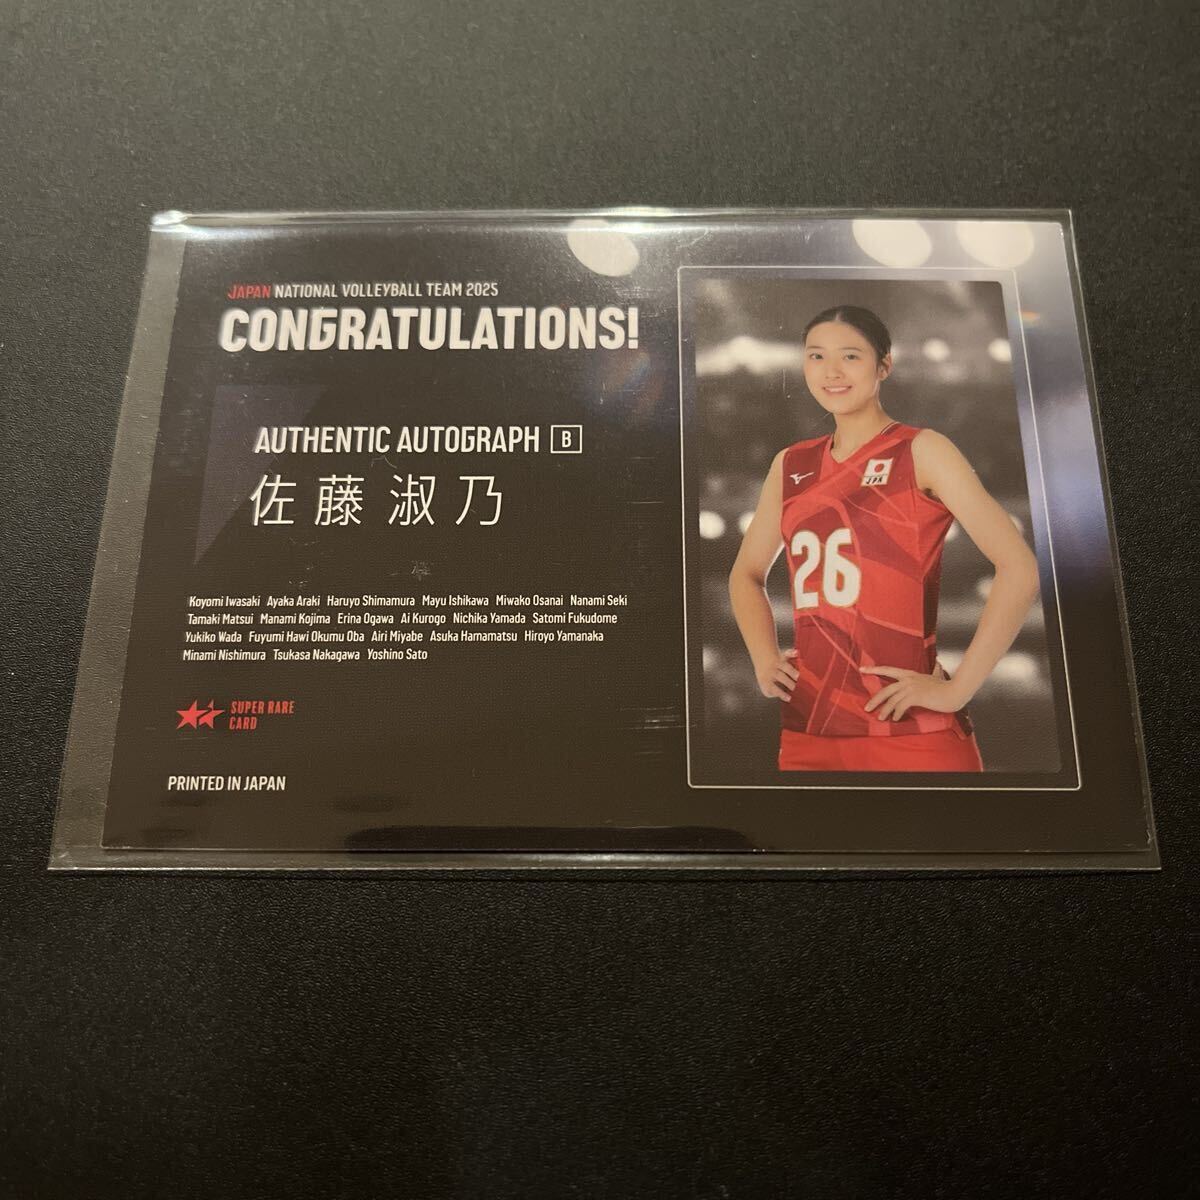 JAPAN NATIONAL VOLLEYBALL TEAM 2025
CONGRATULATIONS!
AUTHENTIC AUTOGRAPH B
佐藤 淑乃
Koyomi Iwasaki Ayaka Araki Haruyo Shimamura Mayu Ishikawa Miwako Osanai Nanami Seki
Tamaki Matsui Manami Kojima Erina Ogawa Ai Kurogo Nichika Yamada Satomi Fukudome
Yukiko Wada Fuyumi Hawi Okumu Oba Airi Miyabe Asuka Hamamatsu Hiroyo Yamanaka
Minami Nishimura Tsukasa Nakagawa Yoshino Sato
SUPER RARE
CARD
PRINTED IN JAPAN
JPN
26